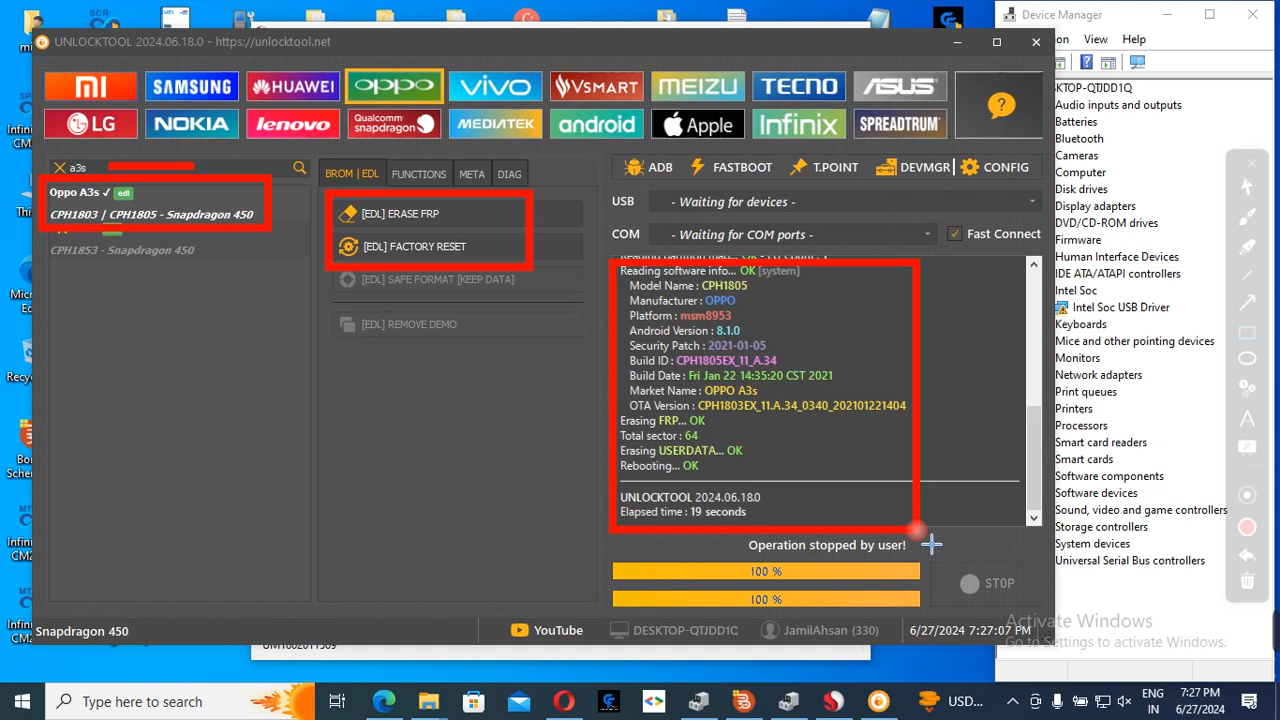 SCR
Device Manager
UNLOCKTOOL 2024.06.18.0 - https://unlocktool.net
View
Help
MI
SAMSUNG
HUAWEI
oppo
vivo
VSMART
MEIZU
TECNO
ASUS
LG
NOKIA
lenovo
Qualcomm
snapdragon
MEDIATEK
android
Apple
Infinix
SPREADTRUM
a3s
BROM | EDL
FUNCTIONS
META
DIAG
ADB
FASTBOOT
T.POINT
DEVMGR
CONFIG
Oppo A3s ✓ edl
CPH1803 | CPH1805 - Snapdragon 450
CPH1853 - Snapdragon 450
[EDL] ERASE FRP
[EDL] FACTORY RESET
[EDL] SAFE FORMAT [KEEP DATA]
[EDL] REMOVE DEMO
USB
- Waiting for devices -
COM
- Waiting for COM ports -
Fast Connect
Reading software info... OK [system]
Model Name : CPH1805
Manufacturer : OPPO
Platform : msm8953
Android Version : 8.1.0
Security Patch : 2021-01-05
Build ID : CPH1805EX_11_A.34
Build Date : Fri Jan 22 14:35:20 CST 2021
Market Name : OPPO A3s
OTA Version : CPH1803EX_11.A.34_0340_202101221404
Erasing FRP... OK
Total sector : 64
Erasing USERDATA... OK
Rebooting... OK
UNLOCKTOOL 2024.06.18.0
Elapsed time : 19 seconds
Operation stopped by user!
100 %
100 %
STOP
Snapdragon 450
YouTube
DESKTOP-QTJDD1Q
JamilAhsan (330)
6/27/2024 7:27:07 PM
KTOP-QTJDD1Q
Audio inputs and outputs
Batteries
Bluetooth
Cameras
Computer
Disk drives
Display adapters
DVD/CD-ROM drives
Firmware
Human Interface Devices
IDE ATA/ATAPI controllers
Intel Soc
Intel Soc USB Driver
Keyboards
Mice and other pointing devices
Monitors
Network adapters
Print queues
Printers
Processors
Smart card readers
Smart cards
Software components
Software devices
Sound, video and game controllers
Storage controllers
System devices
Universal Serial Bus controllers
Activate Windows
Go to Settings to activate Windows.
Type here to search
USD...
ENG
IN
7:27 PM
6/27/2024